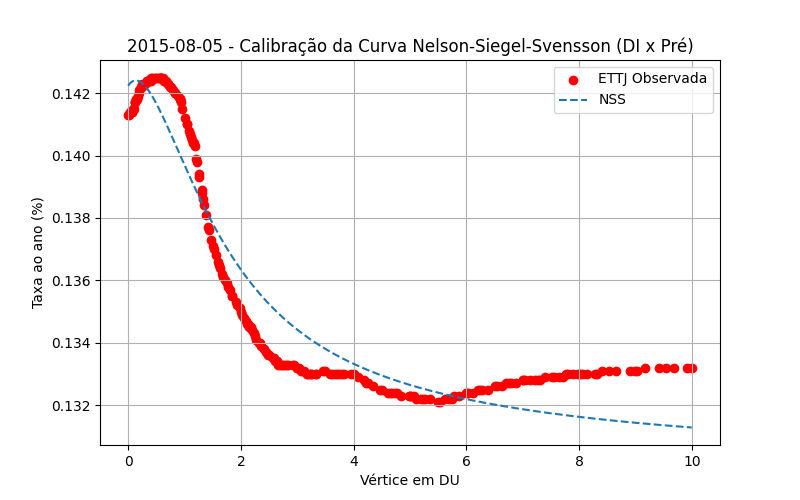 2015-08-05 - Calibração da Curva Nelson-Siegel-Svensson (DI x Pré)
ETTJ Observada
NSS
Taxa ao ano (%)
0.142
0.140
0.138
0.136
0.134
0.132
0 2 4 6 8 10
Vértice em DU